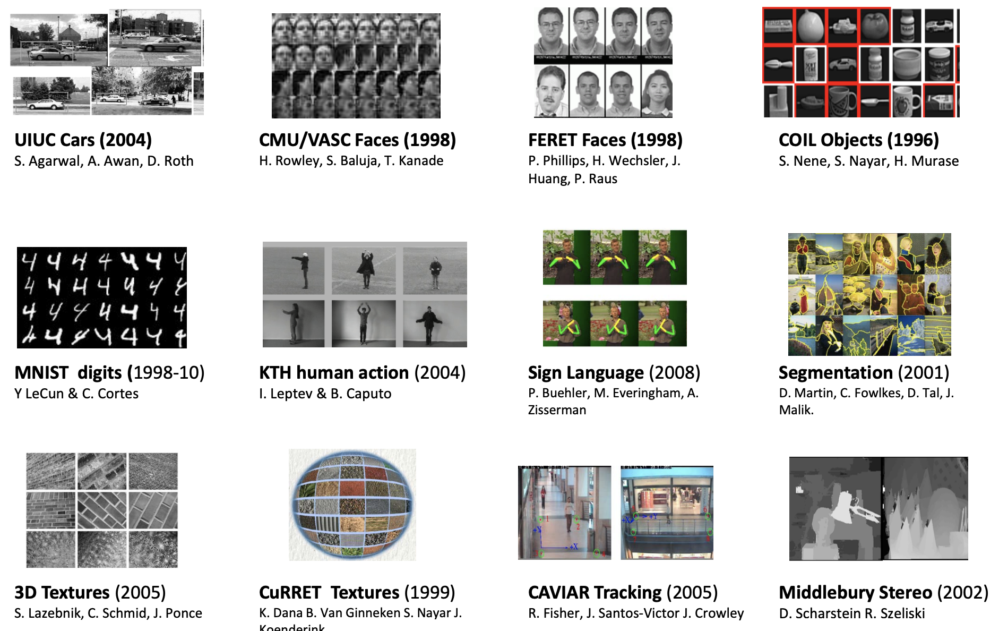 UIUC Cars (2004)
S. Agarwal, A. Awan, D. Roth
CMU/VASC Faces (1998)
H. Rowley, S. Baluja, T. Kanade
FERET Faces (1998)
P. Phillips, H. Wechsler, J.
Huang, P. Raus
COIL Objects (1996)
S. Nene, S. Nayar, H. Murase
MNIST  digits (1998-10)
Y LeCun & C. Cortes
KTH human action (2004)
I. Leptev & B. Caputo
Sign Language (2008)
P. Buehler, M. Everingham, A.
Zisserman
Segmentation (2001)
D. Martin, C. Fowlkes, D. Tal, J.
Malik.
3D Textures (2005)
S. Lazebnik, C. Schmid, J. Ponce
CuRRET  Textures (1999)
K. Dana B. Van Ginneken S. Nayar J.
Koenderink
CAVIAR Tracking (2005)
R. Fisher, J. Santos-Victor J. Crowley
Middlebury Stereo (2002)
D. Scharstein R. Szeliski